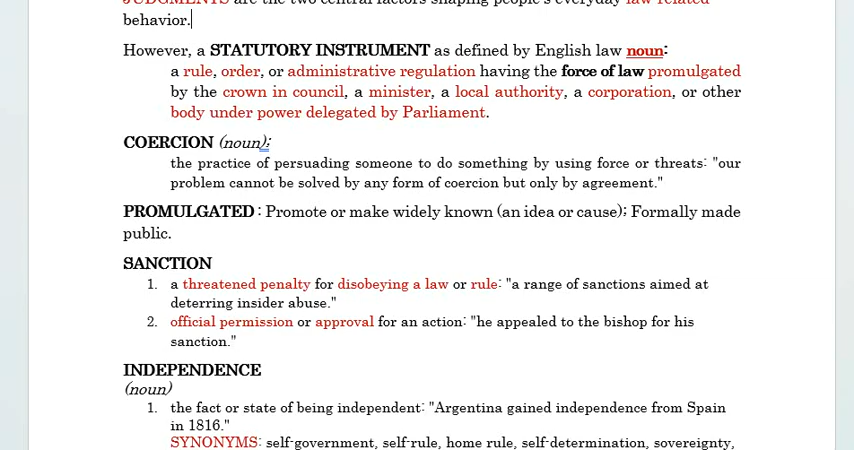 JUDGMENTS are the two central factors shaping people's everyday law-related
behavior.
However, a STATUTORY INSTRUMENT as defined by English law noun:
a rule, order, or administrative regulation having the force of law promulgated
by the crown in council, a minister, a local authority, a corporation, or other
body under power delegated by Parliament.
COERCION (noun);
the practice of persuading someone to do something by using force or threats: "our
problem cannot be solved by any form of coercion but only by agreement."
PROMULGATED : Promote or make widely known (an idea or cause); Formally made
public.
SANCTION
1. a threatened penalty for disobeying a law or rule: "a range of sanctions aimed at
deterring insider abuse."
2. official permission or approval for an action: "he appealed to the bishop for his
sanction."
INDEPENDENCE
(noun)
1. the fact or state of being independent: "Argentina gained independence from Spain
in 1816."
SYNONYMS: self-government, self-rule, home rule, self-determination, sovereignty,